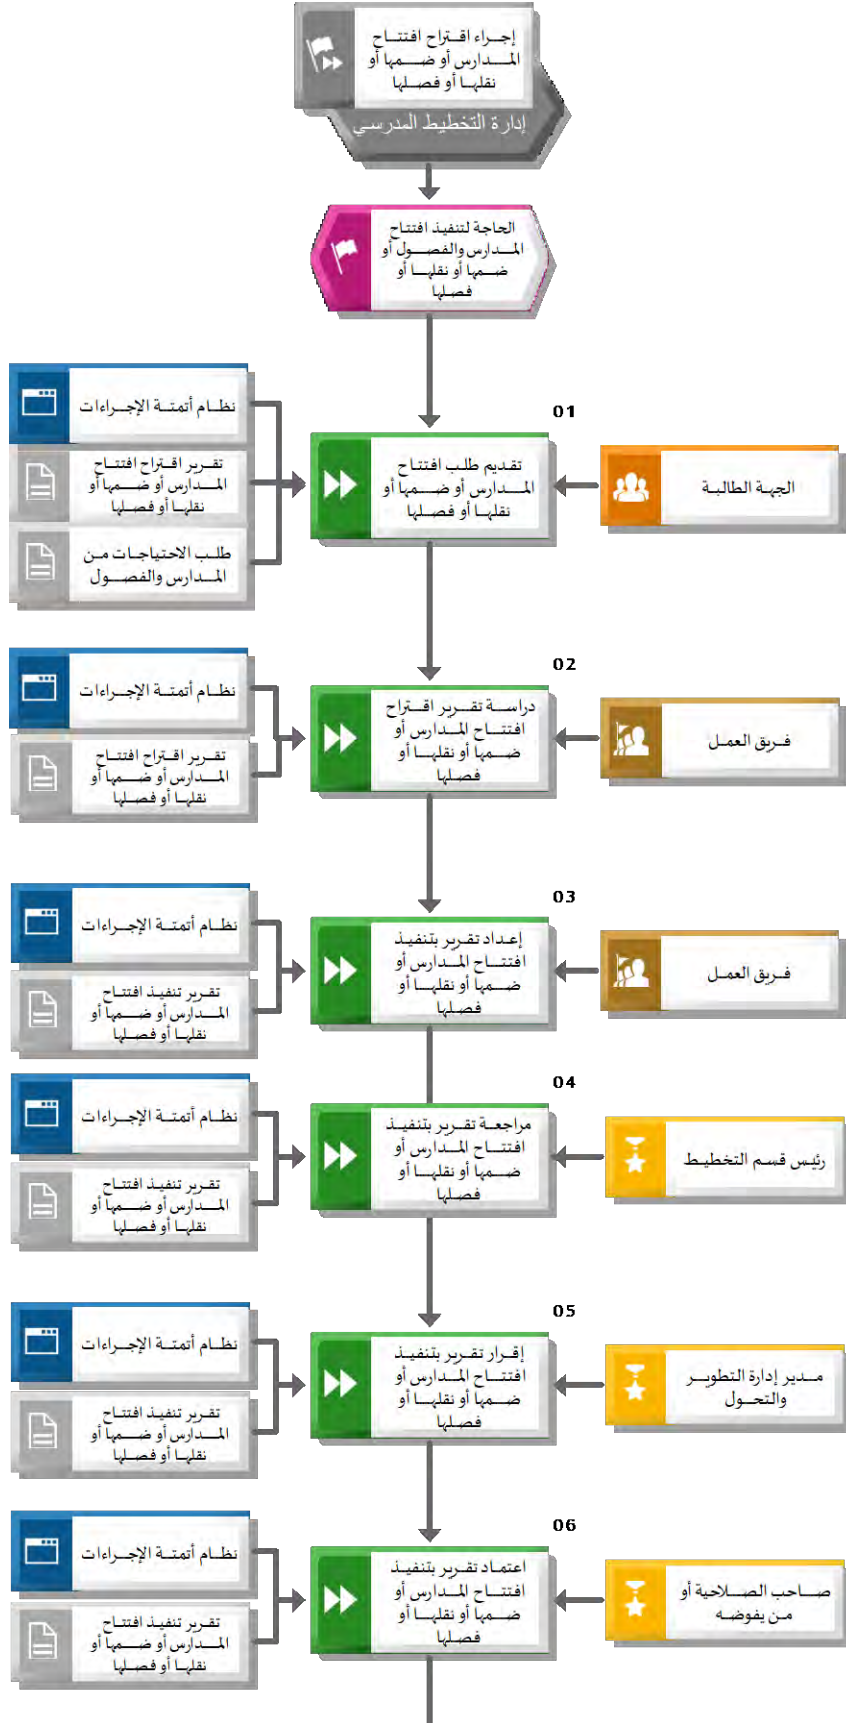 إجراء اقتراح افتتاح
المدارس أو ضمها أو
نقلها أو فصلها
إدارة التخطيط المدرسي
الحاجة لتنفيذ افتتاح
المدارس والفصول أو
ضمها أو نقلها أو
فصلها
01
الجهة الطالبة
تقديم طلب افتتاح
المدارس أو ضمها أو
نقلها أو فصلها
نظام أتمتة الإجراءات
تقرير اقتراح افتتاح
المدارس أو ضمها أو
نقلها أو فصلها
طلب الاحتياجات من
المدارس والفصول
02
فريق العمل
دراسة تقرير اقتراح
افتتاح المدارس أو
ضمها أو نقلها أو
فصلها
نظام أتمتة الإجراءات
تقرير اقتراح افتتاح
المدارس أو ضمها أو
نقلها أو فصلها
03
فريق العمل
إعداد تقرير بتنفيذ
افتتاح المدارس أو
ضمها أو نقلها أو
فصلها
نظام أتمتة الإجراءات
تقرير تنفيذ افتتاح
المدارس أو ضمها أو
نقلها أو فصلها
04
رئيس قسم التخطيط
مراجعة تقرير بتنفيذ
افتتاح المدارس أو
ضمها أو نقلها أو
فصلها
نظام أتمتة الإجراءات
تقرير تنفيذ افتتاح
المدارس أو ضمها أو
نقلها أو فصلها
05
مدير إدارة التطوير
والتحول
إقرار تقرير بتنفيذ
افتتاح المدارس أو
ضمها أو نقلها أو
فصلها
نظام أتمتة الإجراءات
تقرير تنفيذ افتتاح
المدارس أو ضمها أو
نقلها أو فصلها
06
صاحب الصلاحية أو
من يفوضه
اعتماد تقرير بتنفيذ
افتتاح المدارس أو
ضمها أو نقلها أو
فصلها
نظام أتمتة الإجراءات
تقرير تنفيذ افتتاح
المدارس أو ضمها أو
نقلها أو فصلها